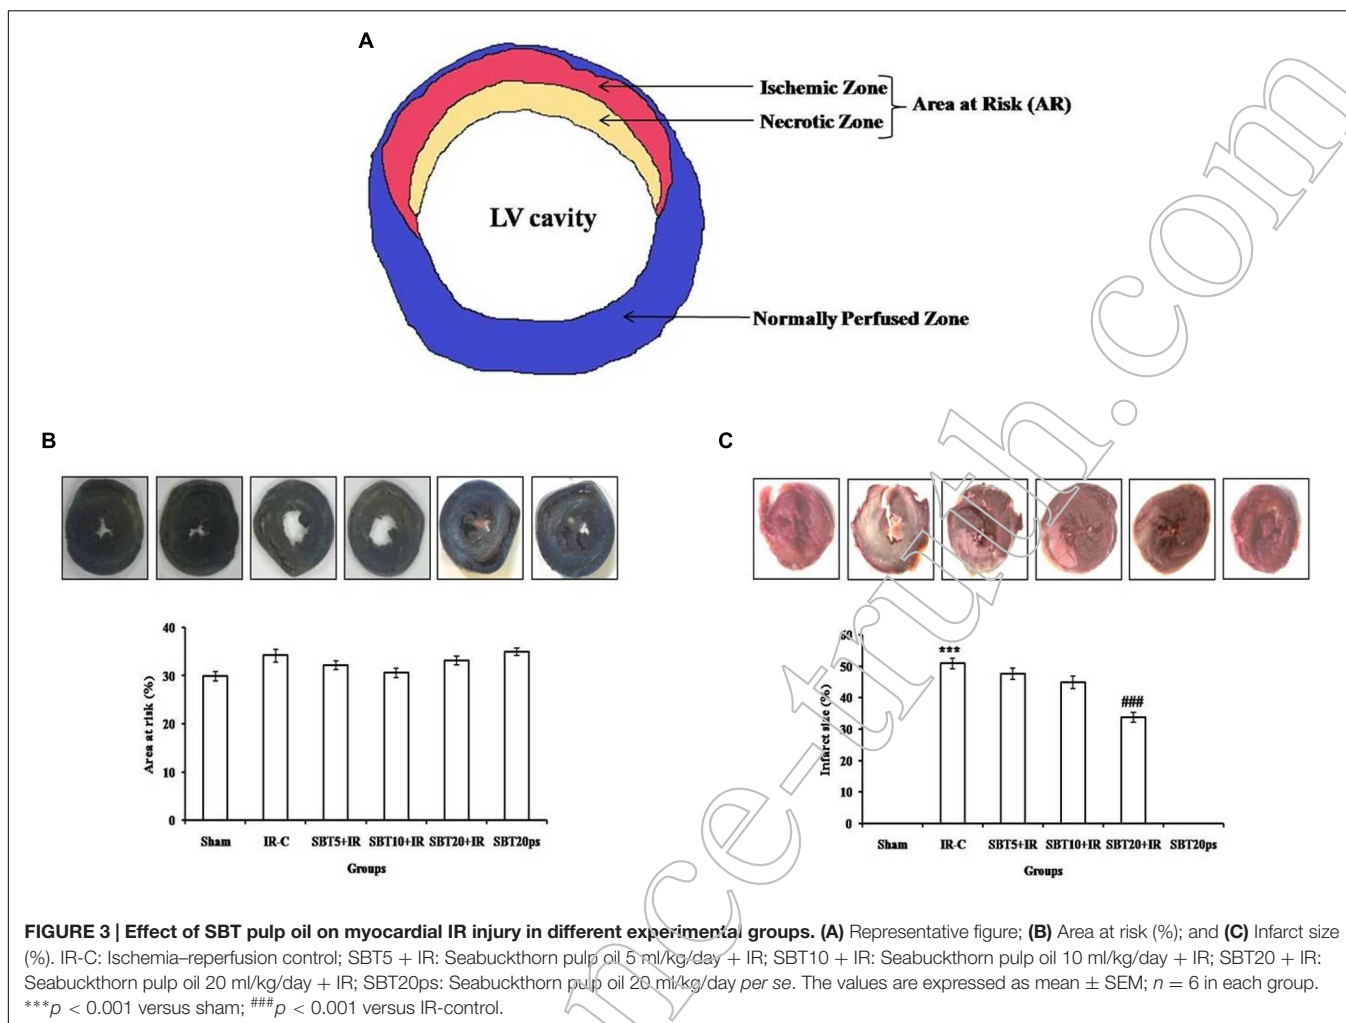 A
Ischemic Zone
Necrotic Zone
Area at Risk (AR)
LV cavity
Normally Perfused Zone
B
C
40
30
20
10
0
Area at risk (%)
Sham IR-C SBT5+IR SBT10+IR SBT20+IR SBT20ps
Groups
60
50
40
30
20
10
0
Infarct size (%)
***
###
Sham IR-C SBT5+IR SBT10+IR SBT20+IR SBT20ps
Groups
FIGURE 3 | Effect of SBT pulp oil on myocardial IR injury in different experimental groups. (A) Representative figure; (B) Area at risk (%); and (C) Infarct size
(%). IR-C: Ischemia–reperfusion control; SBT5 + IR: Seabuckthorn pulp oil 5 ml/kg/day + IR; SBT10 + IR: Seabuckthorn pulp oil 10 ml/kg/day + IR; SBT20 + IR:
Seabuckthorn pulp oil 20 ml/kg/day + IR; SBT20ps: Seabuckthorn pulp oil 20 ml/kg/day per se. The values are expressed as mean ± SEM; n = 6 in each group.
***p < 0.001 versus sham; ###p < 0.001 versus IR-control.
nce-truth.com